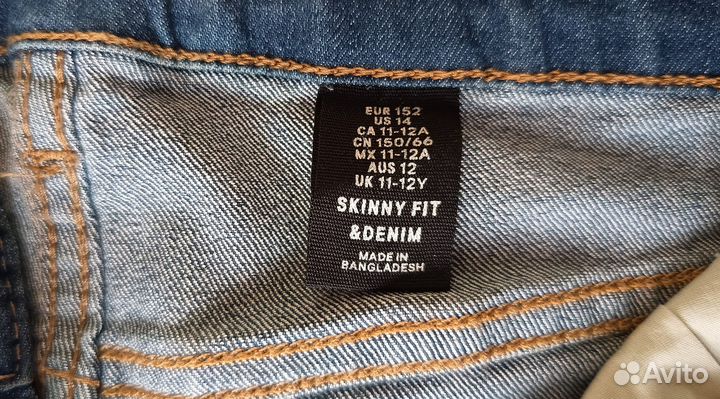 EUR 152
US 14
CA 11-12A
CN 150/66
MX 11-12A
AUS 12
UK 11-12Y
SKINNY FIT
&DENIM
MADE IN
BANGLADESH
Avito